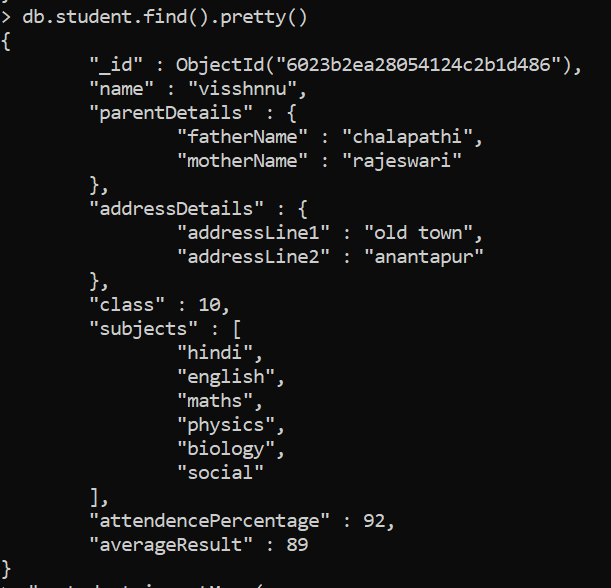 > db.student.find().pretty()
{
"_id" : ObjectId("6023b2ea28054124c2b1d486"),
"name" : "visshnnu",
"parentDetails" : {
"fatherName" : "chalapathi",
"motherName" : "rajeswari"
},
"addressDetails" : {
"addressLine1" : "old town",
"addressLine2" : "anantapur"
},
"class" : 10,
"subjects" : [
"hindi",
"english",
"maths",
"physics",
"biology",
"social"
],
"attendencePercentage" : 92,
"averageResult" : 89
}